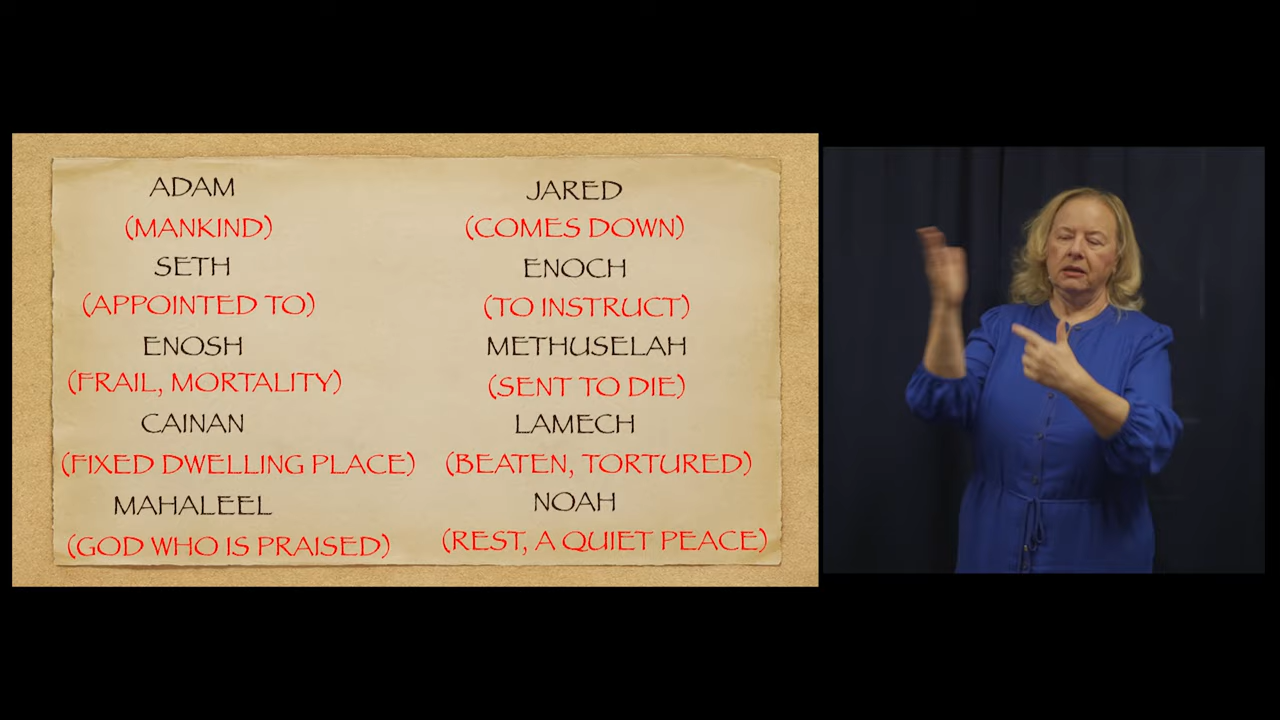 ADAM
(MANKIND)
SETH
(APPOINTED TO)
ENOSH
(FRAIL, MORTALITY)
CAINAN
(FIXED DWELLING PLACE)
MAHALEEL
(GOD WHO IS PRAISED)
JARED
(COMES DOWN)
ENOCH
(TO INSTRUCT)
METHUSELAH
(SENT TO DIE)
LAMECH
(BEATEN, TORTURED)
NOAH
(REST, A QUIET PEACE)